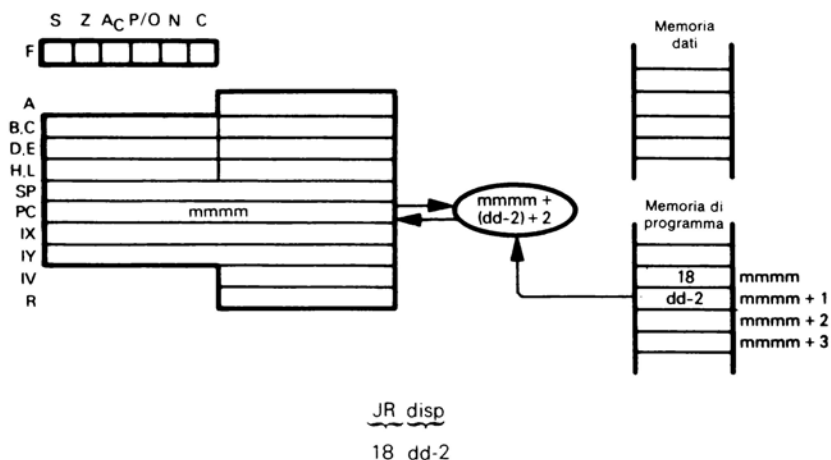 S Z AC P/O N C
F
A
B,C
D,E
H,L
SP
PC mmmm
IX
IY
IV
R
mmmm +
(dd-2) + 2
Memoria
dati
Memoria di
programma
18 mmmm
dd-2 mmmm + 1
mmmm + 2
mmmm + 3
JR disp
18 dd-2